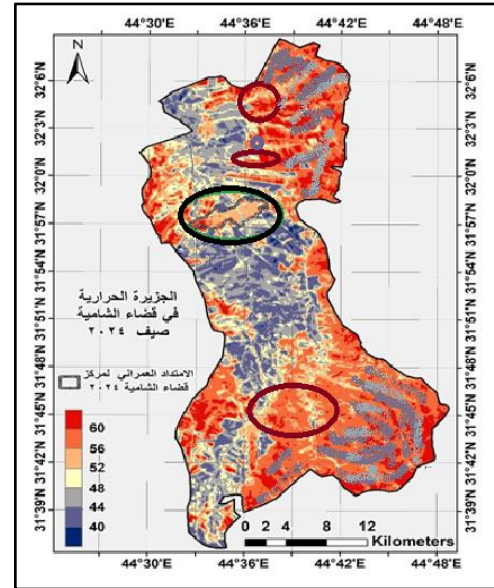 44°30'E 44°36'E 44°42'E 44°48'E
N
32°6'N
32°3'N
32°0'N
31°57'N
31°54'N
31°51'N
31°48'N
31°45'N
31°42'N
31°39'N
32°6'N
32°3'N
32°0'N
31°57'N
31°54'N
31°51'N
31°48'N
31°45'N
31°42'N
31°39'N
الجزيرة الحرارية
في قضاء الشامية
صيف ٢٠٢٤
الامتداد العمراني لمركز
قضاء الشامية ٢٠٢٤
60
56
52
48
44
40
0 2 4 8 12
Kilometers
44°30'E 44°36'E 44°42'E 44°48'E